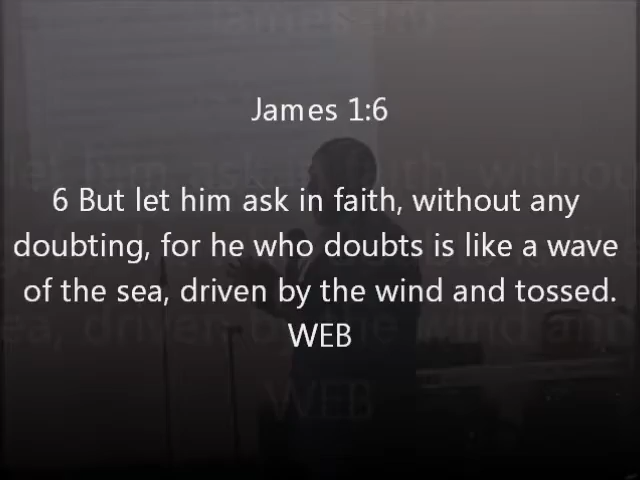 James 1:6
6 But let him ask in faith, without any
doubting, for he who doubts is like a wave
of the sea, driven by the wind and tossed.
WEB